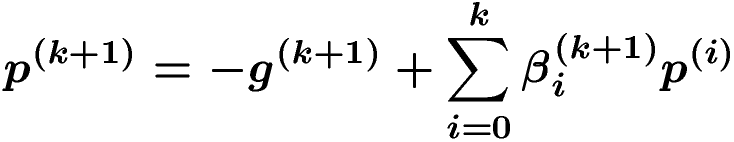 p^{(k+1)} = -g^{(k+1)} + \sum_{i=0}^{k} \beta_i^{(k+1)} p^{(i)}